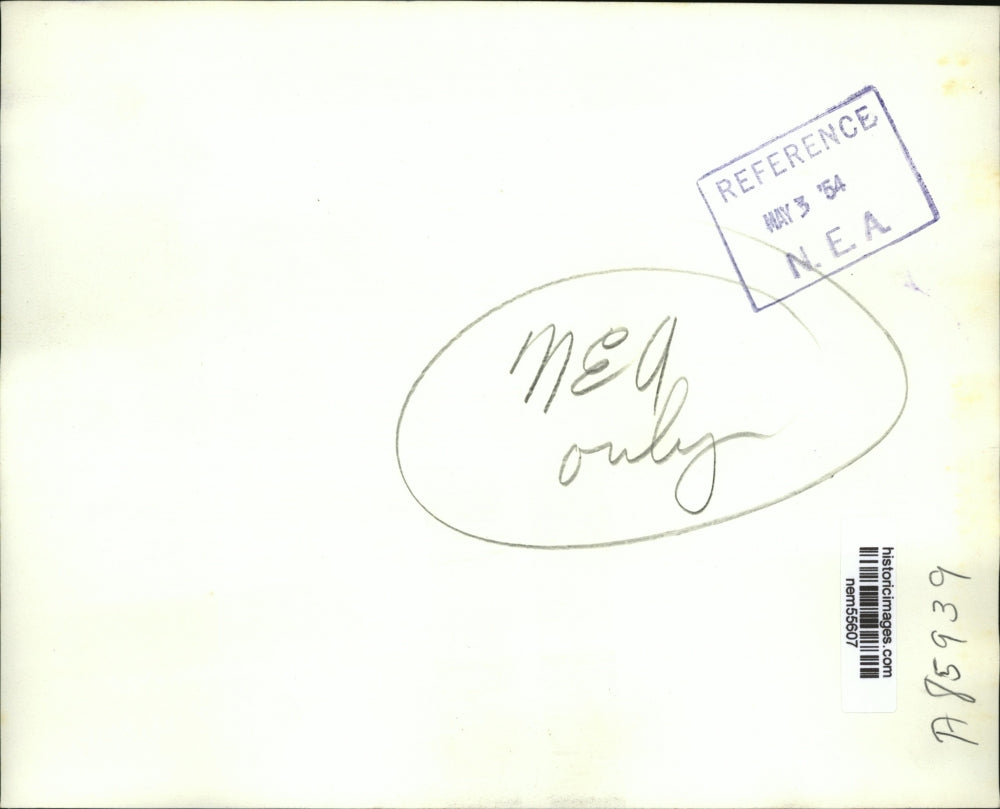 REFERENCE
MAY 3 '54
N.E.A
NEA
only
historicimages.com
nem55607
A85939